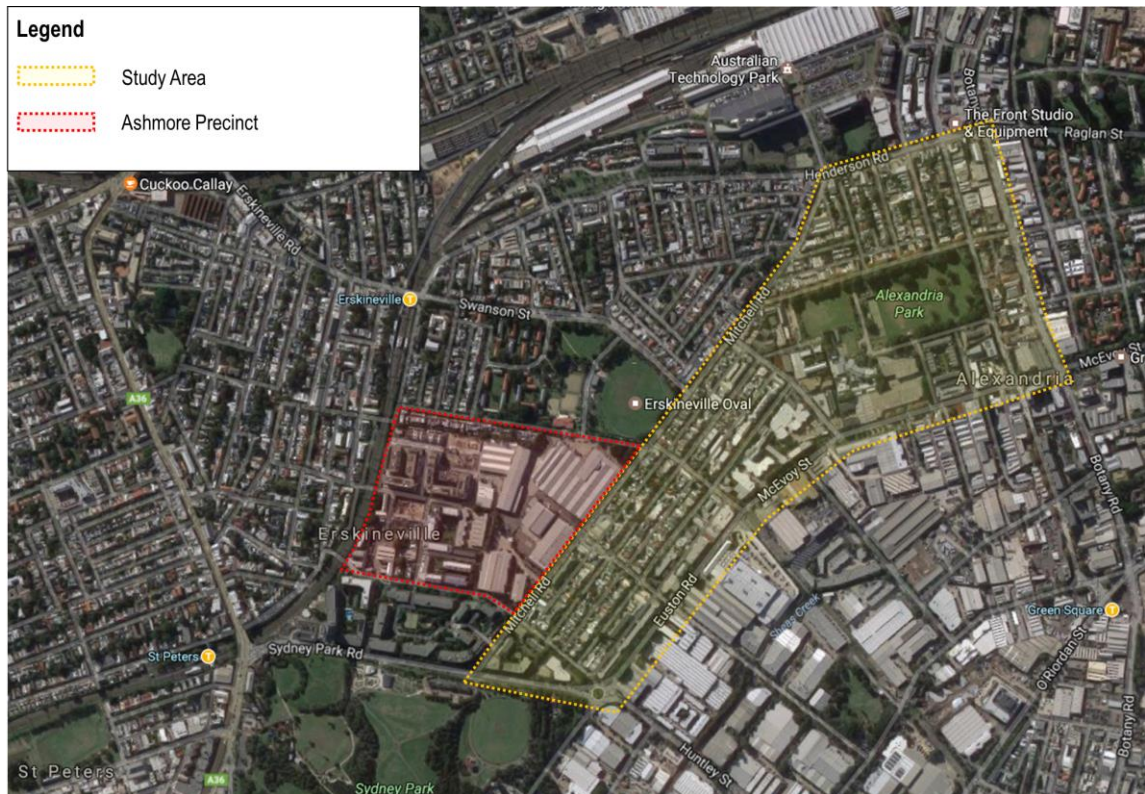 Legend
Study Area
Ashmore Precinct
Australian
Technology Park
Botany
The Front Studio
& Equipment
Raglan St
Henderson Rd
Cuckoo Callay
Erskineville Rd
Erskineville
Swanson St
Mitchell Rd
Alexandria
Park
McEvoy St
Gr
Alexandria
A36
Erskineville Oval
McEvoy St
Botany Rd
Erskineville
Mitchell Rd
Euston Rd
Sheas Creek
Green Square
St Peters
Sydney Park Rd
O'Riordan St
Botany Rd
Huntley St
St Peters
A36
Sydney Park